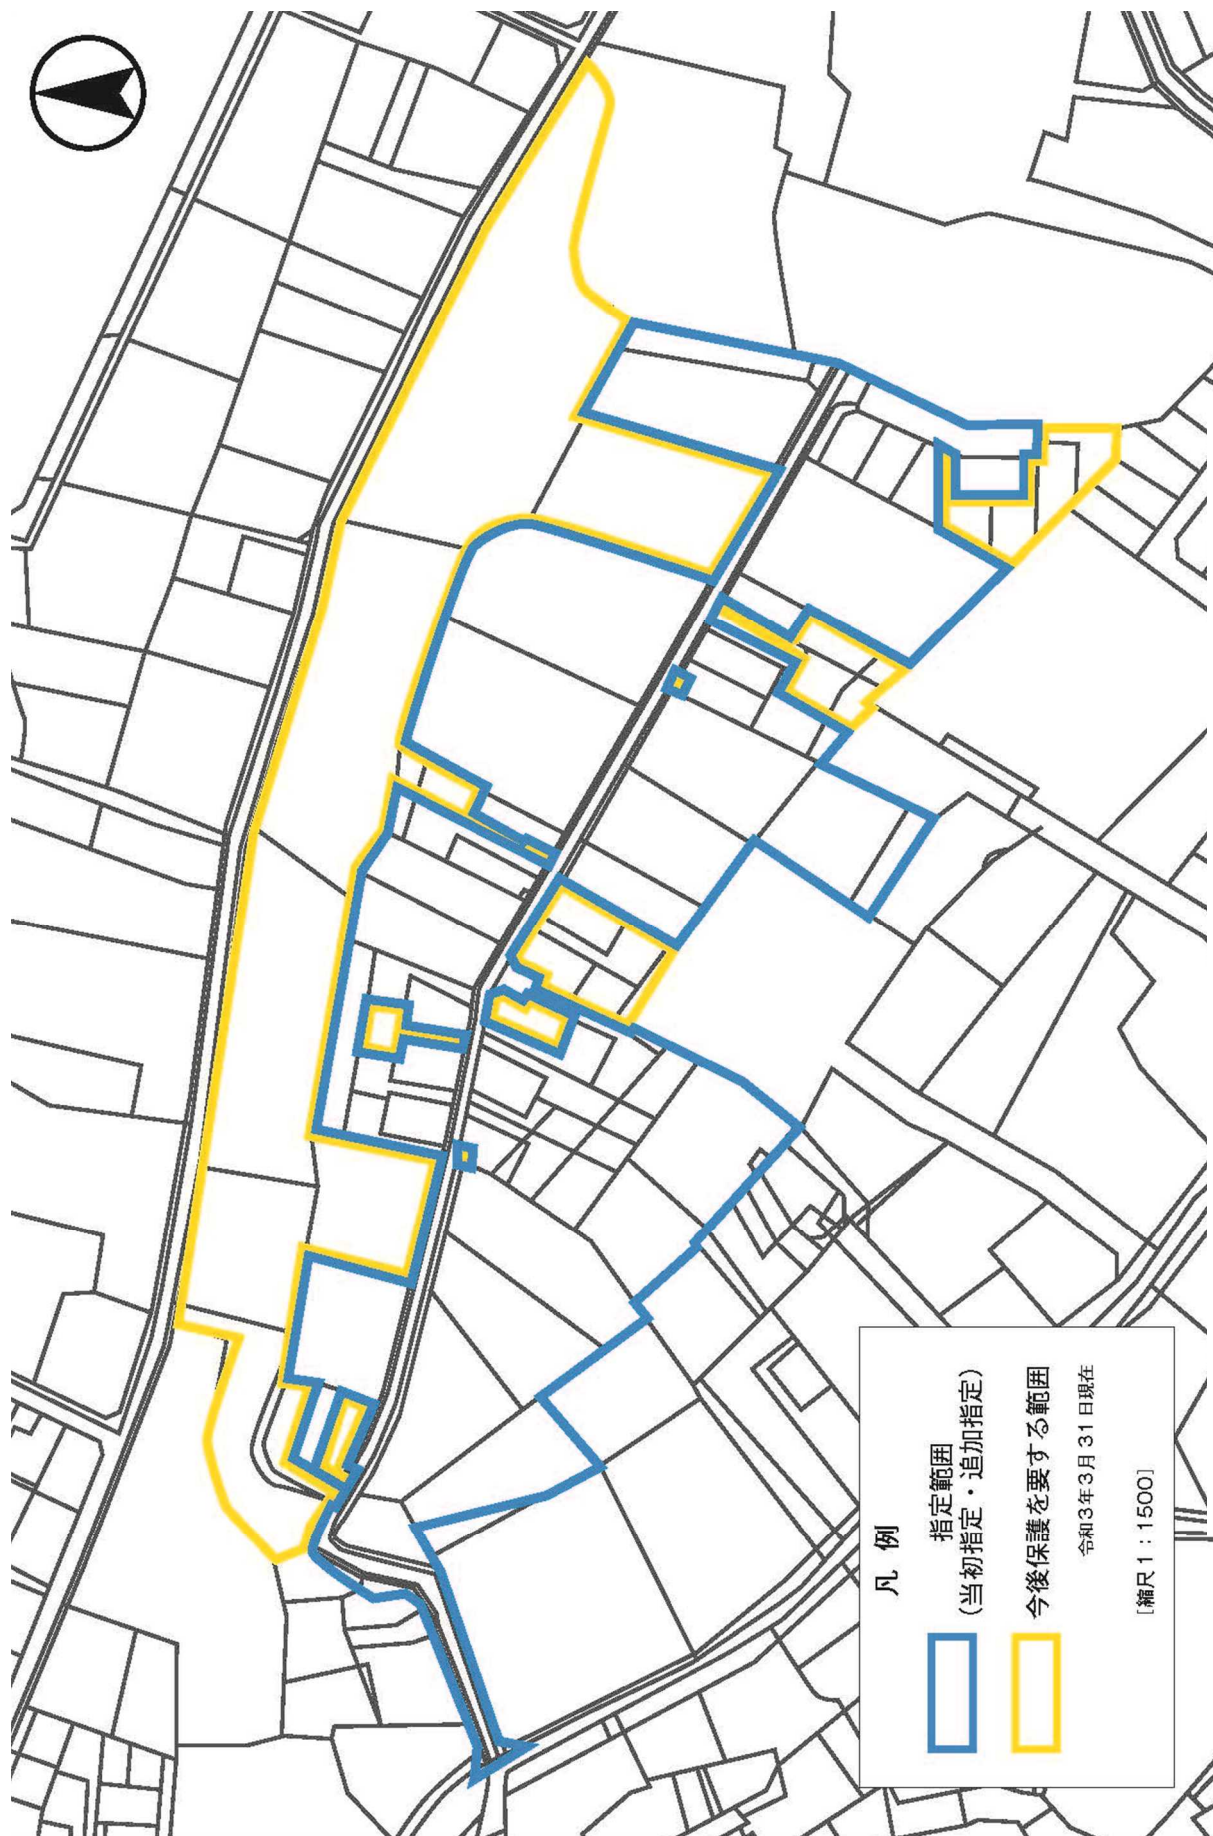 凡 例
指定範囲
（当初指定・追加指定）
今後保護を要する範囲
令和3年3月31日現在
［縮尺1：1500］